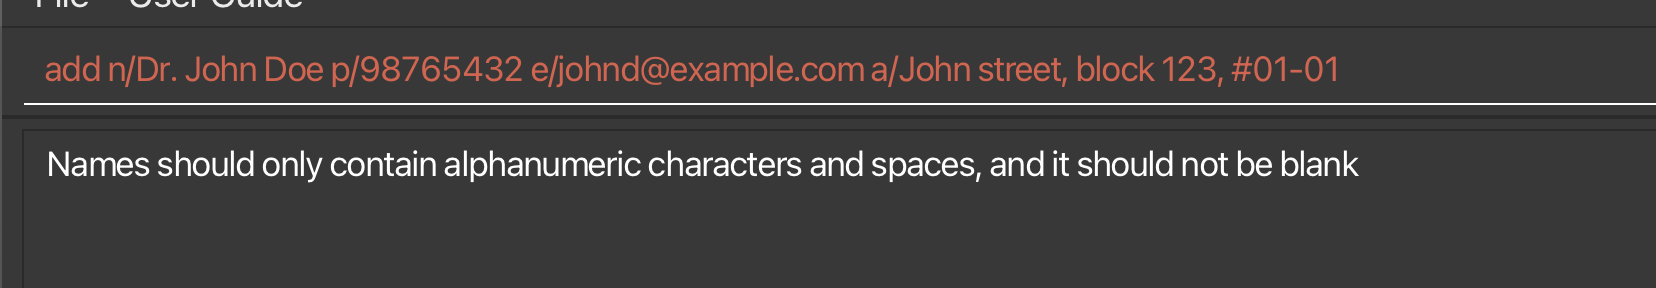 File User Guide
add n/Dr. John Doe p/98765432 e/johnd@example.com a/John street, block 123, #01-01
Names should only contain alphanumeric characters and spaces, and it should not be blank